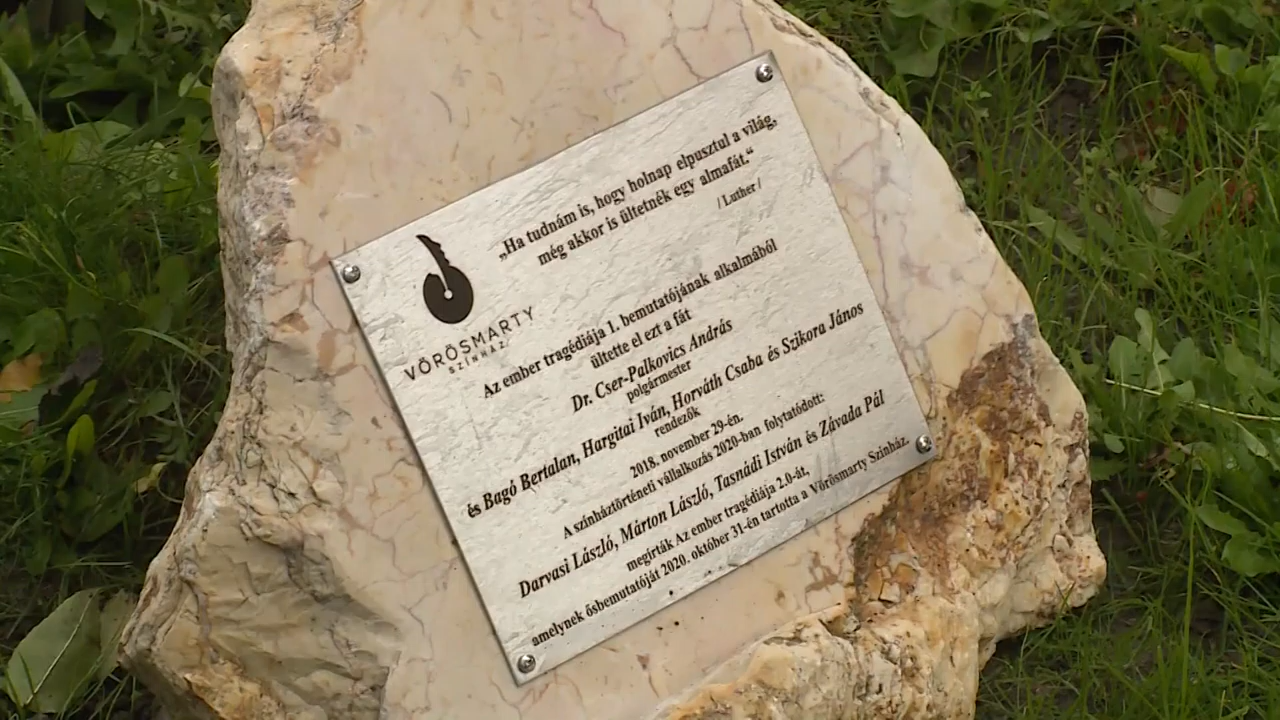 „Ha tudnám is, hogy holnap elpusztul a világ,
még akkor is ültetnék egy almafát.“
/ Luther /
VÖRÖSMARTY
SZÍNHÁZ
Az ember tragédiája 1. bemutatójának alkalmából
ültette el ezt a fát
Dr. Cser-Palkovics András
polgármester
és Bagó Bertalan, Hargitai Iván, Horváth Csaba és Szikora János
rendezők
2018. november 29-én.
A színháztörténeti vállalkozás 2020-ban folytatódott:
Darvasi László, Márton László, Tasnádi István és Závada Pál
megírták Az ember tragédiája 2.0-át,
amelynek ősbemutatóját 2020. október 31-én tartotta a Vörösmarty Színház.